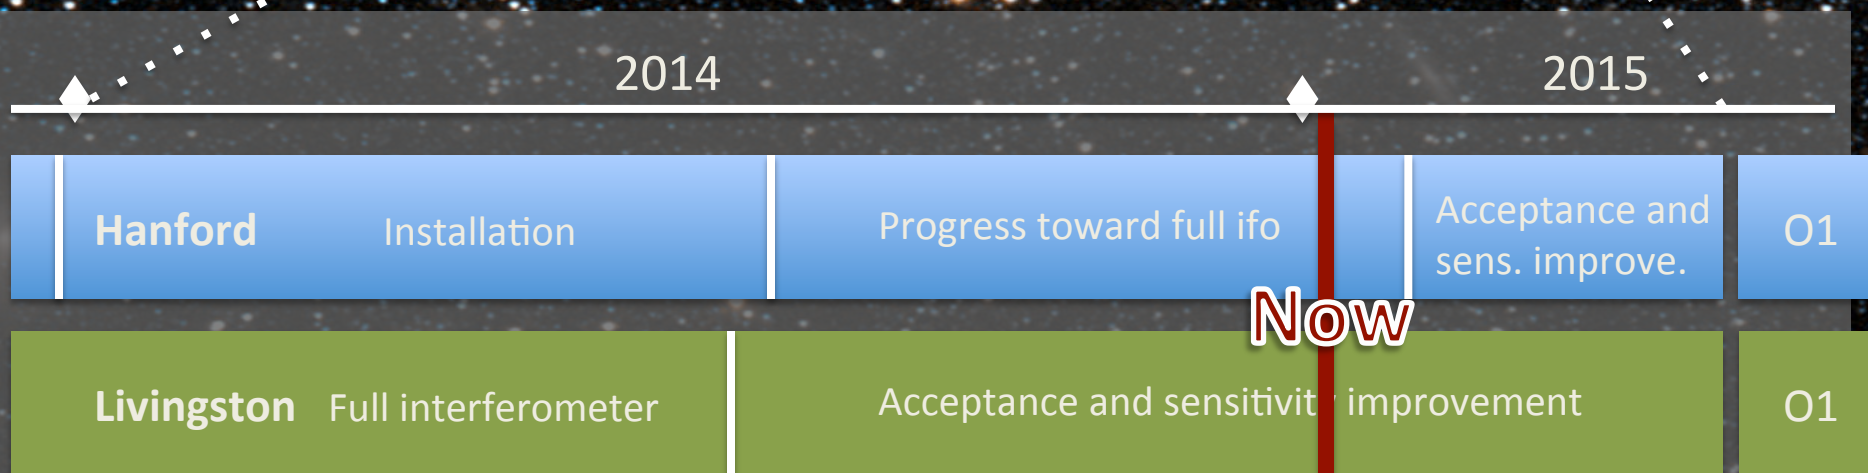 2014 2015
Hanford Installation Progress toward full ifo Acceptance and
sens. improve. O1
Now
Livingston Full interferometer Acceptance and sensitivity improvement O1